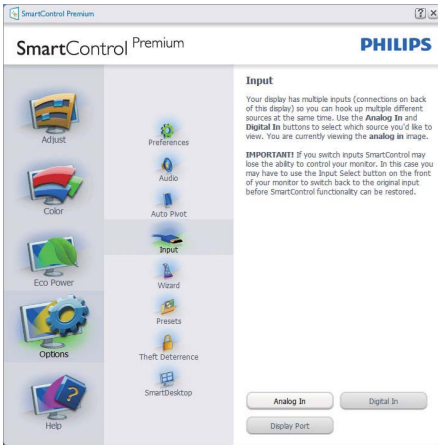 SmartControl Premium
SmartControl Premium
PHILIPS
Adjust
Color
Eco Power
Options
Help
Preferences
Audio
Auto Pivot
Input
Wizard
Presets
Theft Deterrence
SmartDesktop
Input
Your display has multiple inputs (connections on back
of this display) so you can hook up multiple different
sources at the same time. Use the Analog In and
Digital In buttons to select which source you'd like to
view. You are currently viewing the analog in image.
IMPORTANT! If you switch inputs SmartControl may
lose the ability to control your monitor. In this case you
may have to use the Input Select button on the front
of your monitor to switch back to the original input
before SmartControl functionality can be restored.
Analog In
Digital In
Display Port